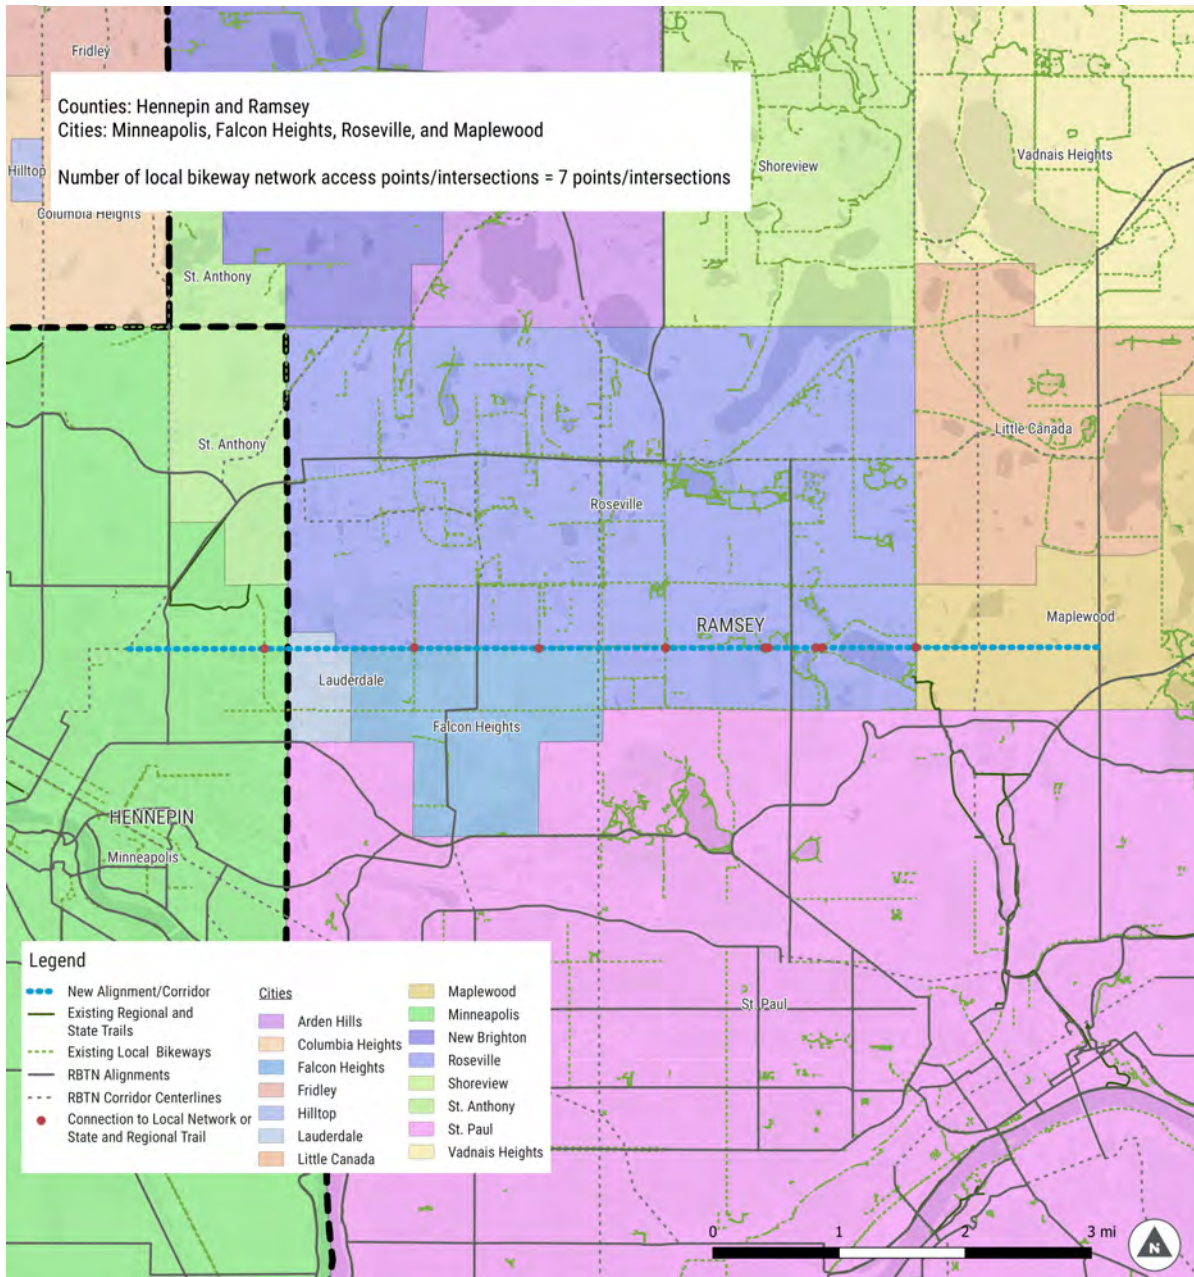 Fridley
Counties: Hennepin and Ramsey
Cities: Minneapolis, Falcon Heights, Roseville, and Maplewood
Number of local bikeway network access points/intersections = 7 points/intersections
Shoreview
Vadnais Heights
Hilltop
Columbia Heights
St. Anthony
St. Anthony
Little Canada
Roseville
RAMSEY
Maplewood
Lauderdale
Falcon Heights
HENNEPIN
Minneapolis
St. Paul
Legend
New Alignment/Corridor
Existing Regional and
State Trails
Existing Local Bikeways
RBTN Alignments
RBTN Corridor Centerlines
Connection to Local Network or
State and Regional Trail
Cities
Arden Hills
Columbia Heights
Falcon Heights
Fridley
Hilltop
Lauderdale
Little Canada
Maplewood
Minneapolis
New Brighton
Roseville
Shoreview
St. Anthony
St. Paul
Vadnais Heights
0 1 2 3 mi
N